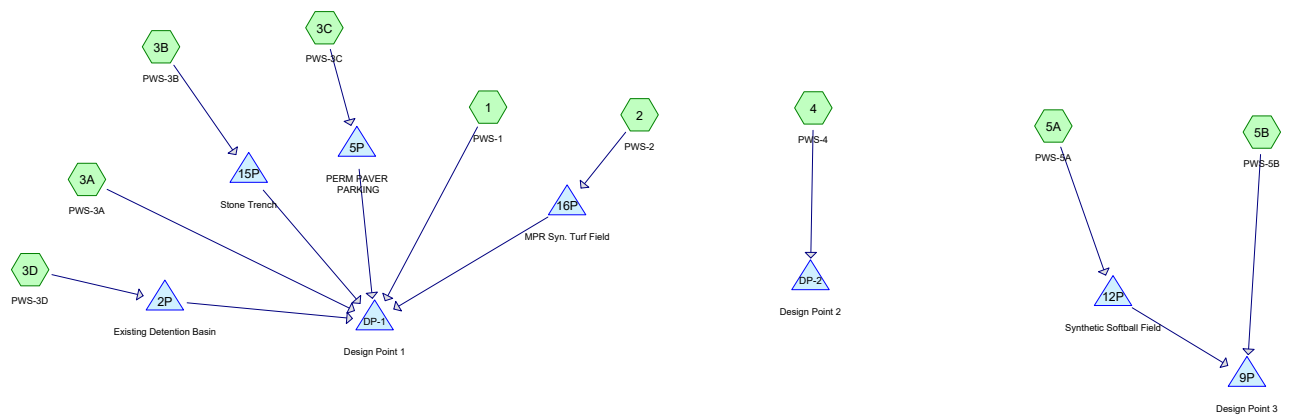 3C
PWS-3C
3B
PWS-3B
1
PWS-1
4
PWS-4
2
PWS-2
5A
PWS-5A
5B
PWS-5B
5P
PERM PAVER
PARKING
15P
Stone Trench
3A
PWS-3A
16P
MPR Syn. Turf Field
3D
PWS-3D
2P
Existing Detention Basin
DP-1
Design Point 1
DP-2
Design Point 2
12P
Synthetic Softball Field
9P
Design Point 3